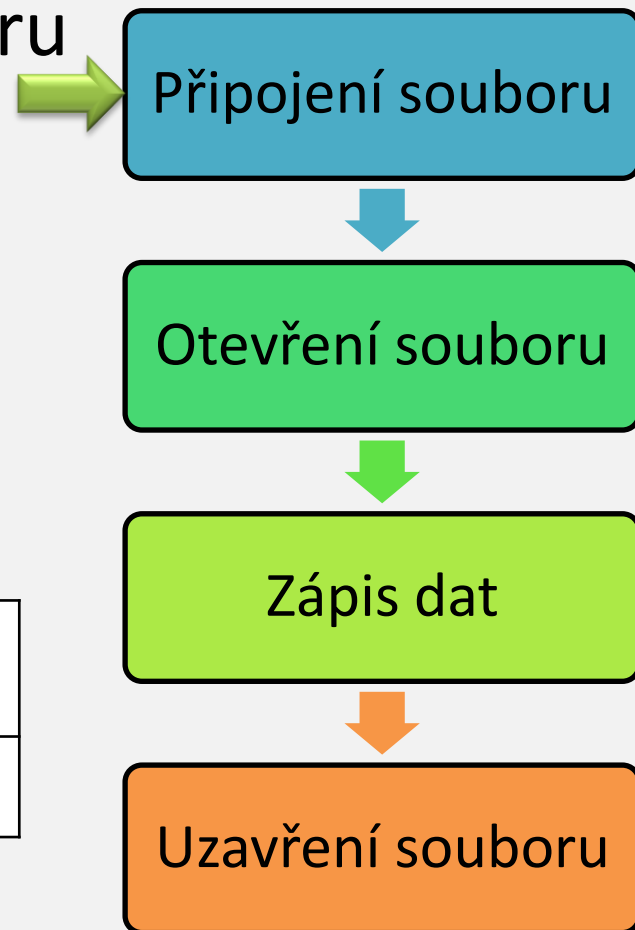 ru
Připojení souboru
Otevření souboru
Zápis dat
Uzavření souboru